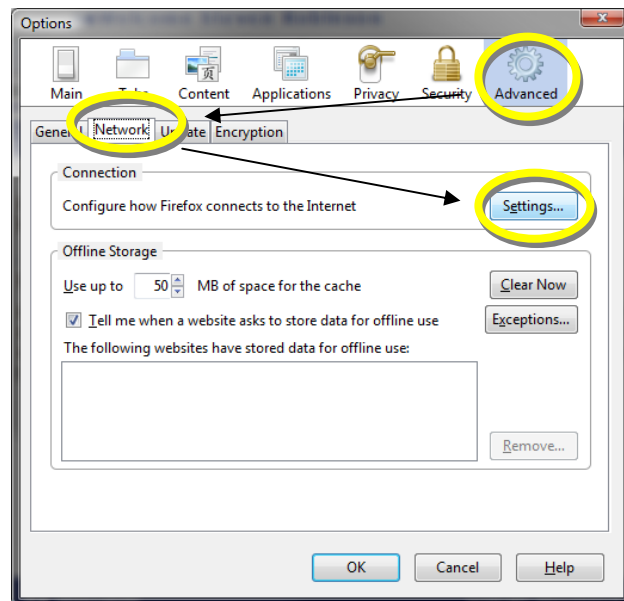 Options
Main Tabs Content Applications Privacy Security Advanced
General Network Update Encryption
Connection
Configure how Firefox connects to the Internet
Settings...
Offline Storage
Use up to 50 MB of space for the cache
Clear Now
Tell me when a website asks to store data for offline use
Exceptions...
The following websites have stored data for offline use:
Remove...
OK Cancel Help